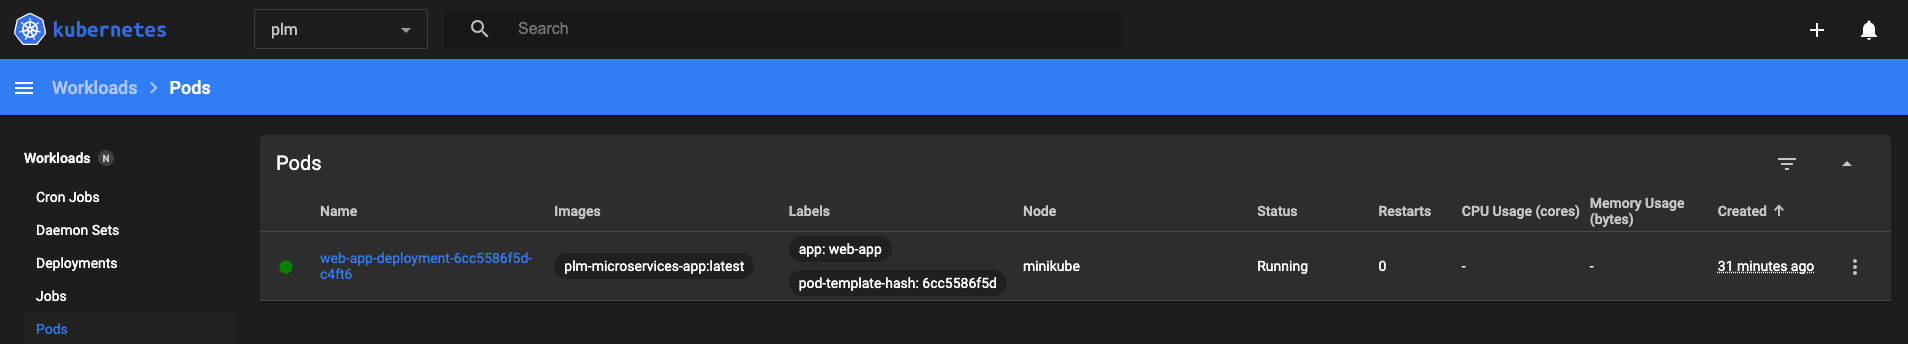 kubernetes
plm
Search
Workloads > Pods
Workloads N
Cron Jobs
Daemon Sets
Deployments
Jobs
Pods
Pods
Name Images Labels Node Status Restarts CPU Usage (cores) Memory Usage (bytes) Created
web-app-deployment-6cc5586f5d-
c4ft6
plm-microservices-app:latest
app: web-app
pod-template-hash: 6cc5586f5d
minikube
Running
0
-
-
31 minutes ago